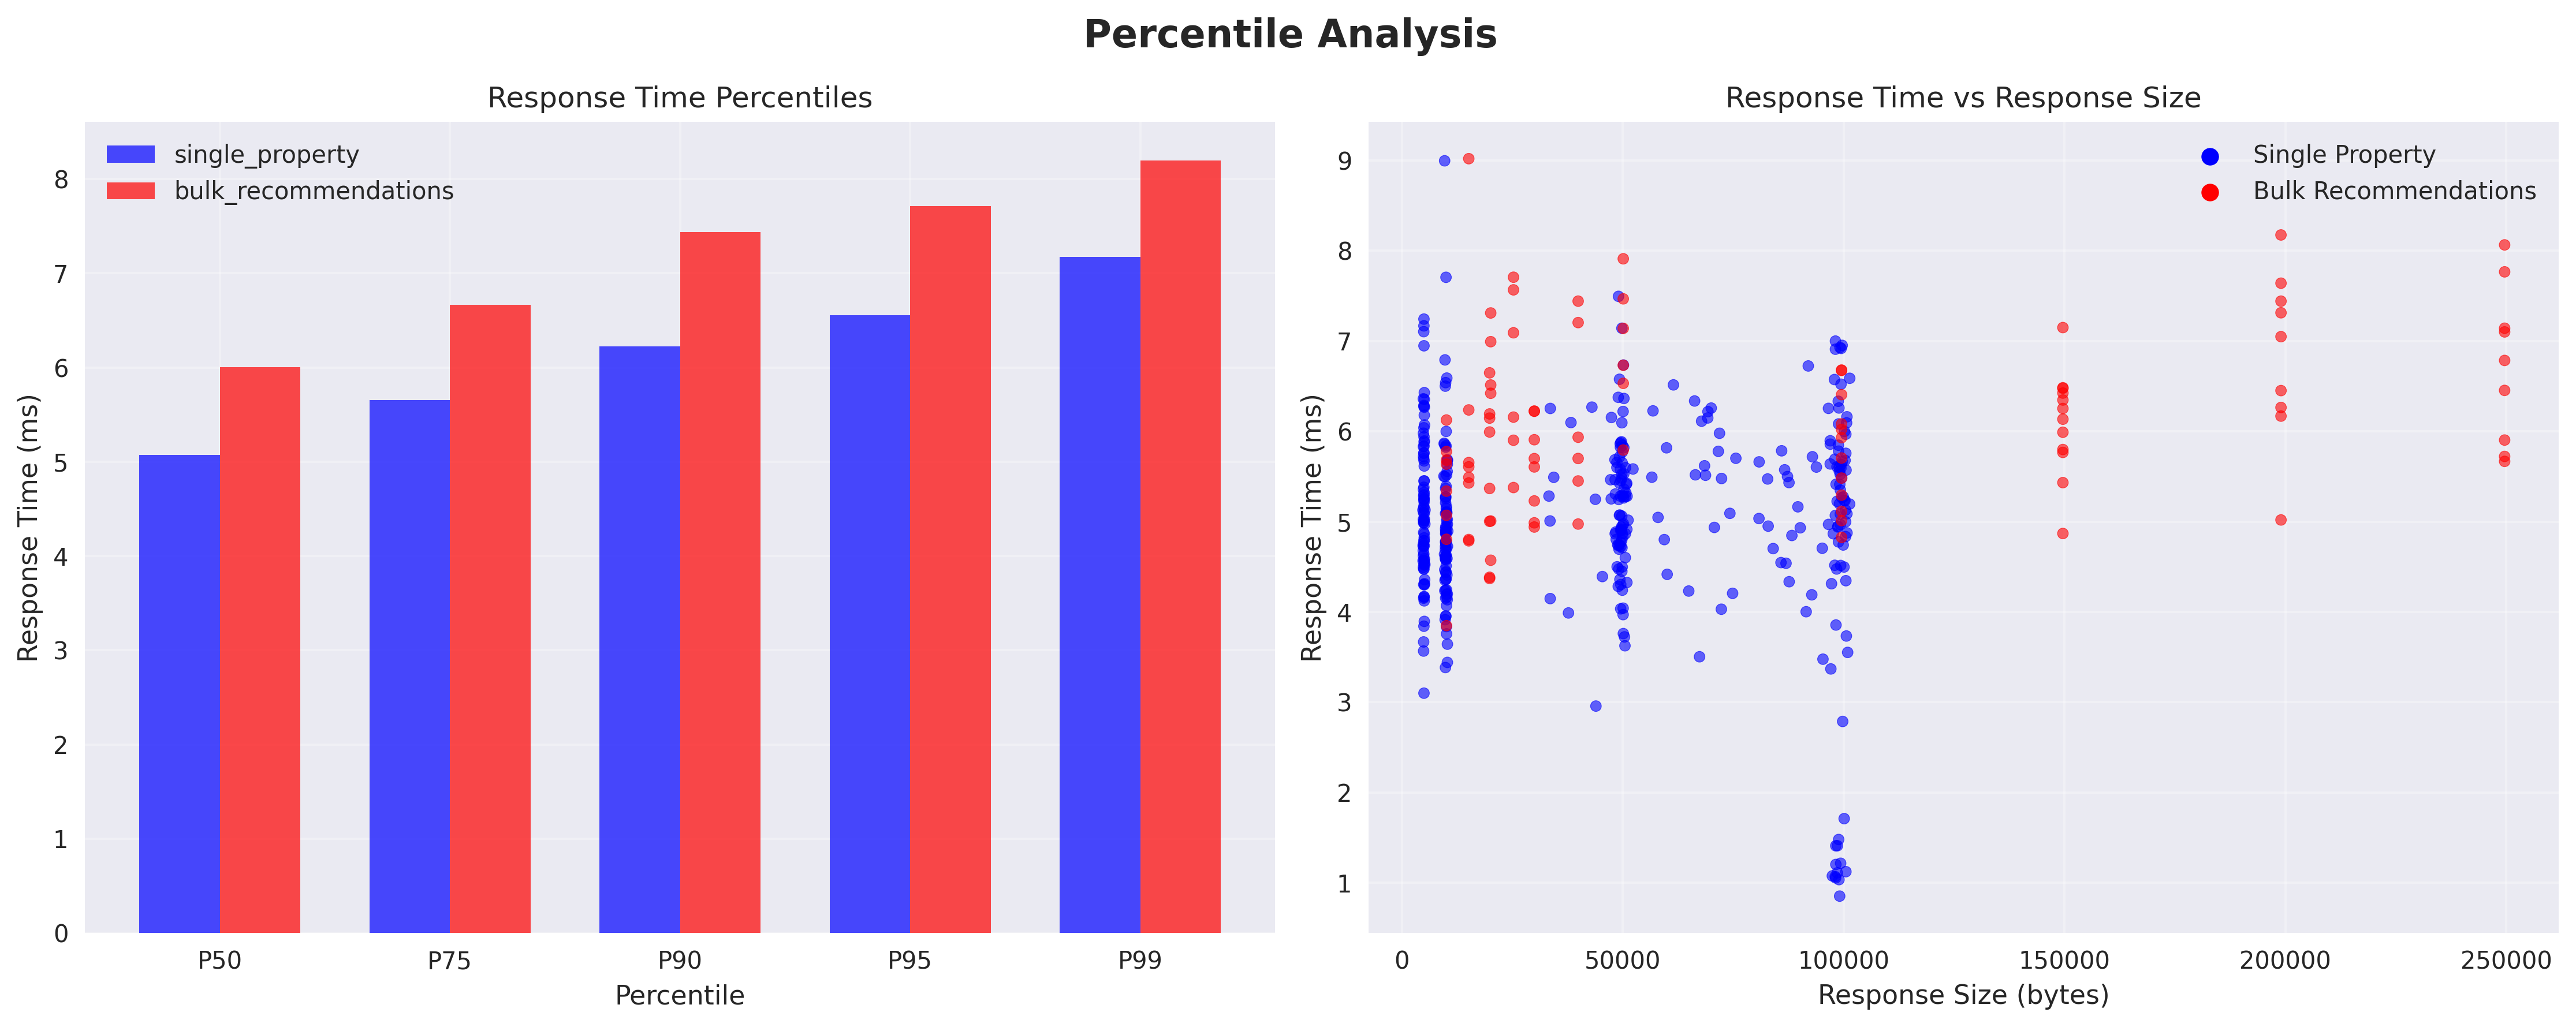 Percentile Analysis
Response Time Percentiles
single_property
bulk_recommendations
Response Time (ms)
8
7
6
5
4
3
2
1
0
P50 P75 P90 P95 P99
Percentile
Response Time vs Response Size
Single Property
Bulk Recommendations
Response Time (ms)
9
8
7
6
5
4
3
2
1
0 50000 100000 150000 200000 250000
Response Size (bytes)